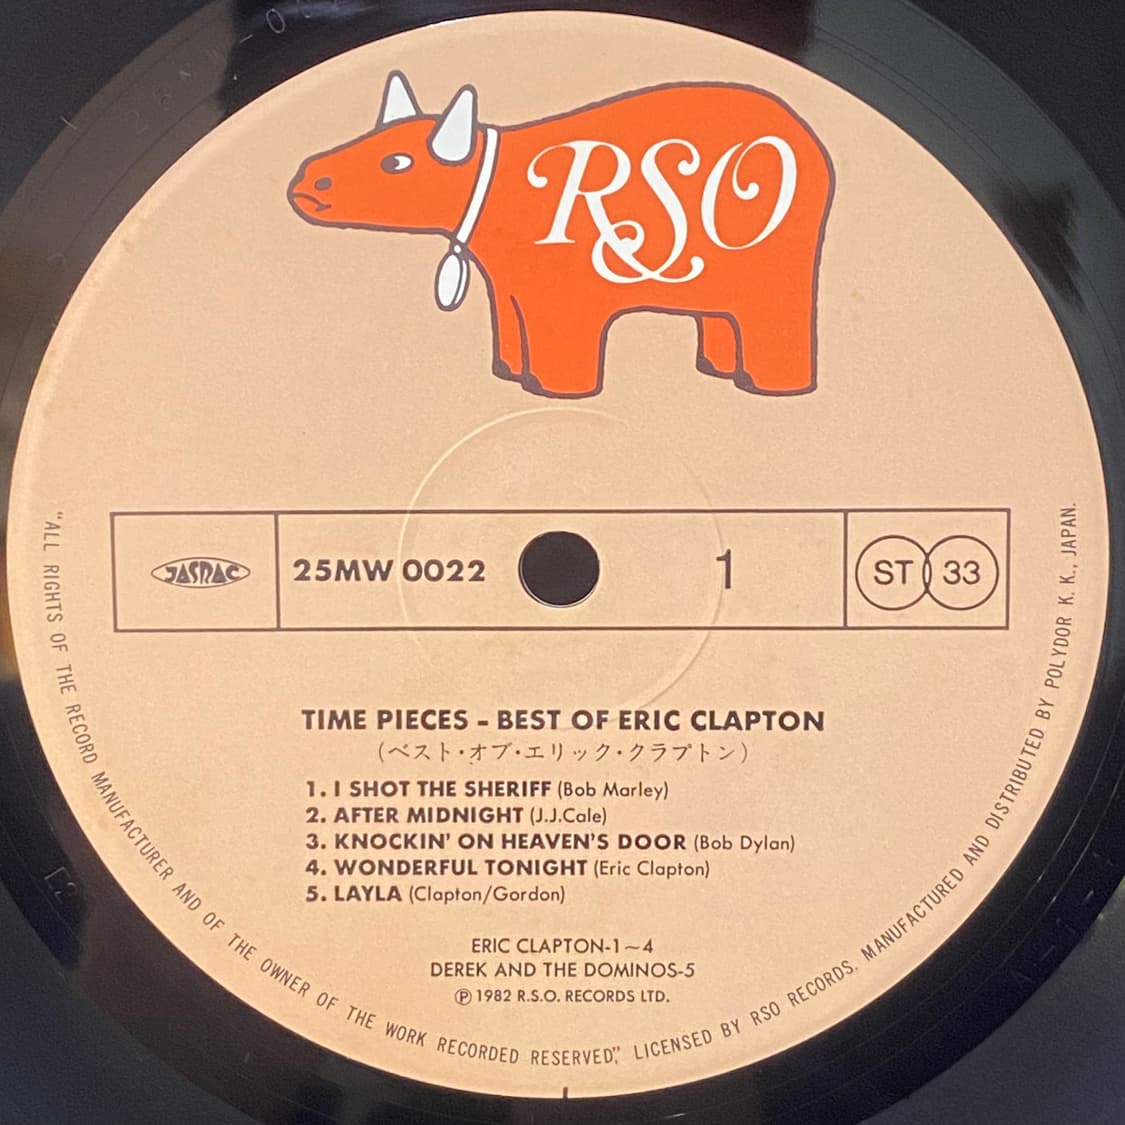 RSO
JASRAC
25MW 0022
1
ST 33
TIME PIECES - BEST OF ERIC CLAPTON
(ベスト・オブ・エリック・クラプトン)
1. I SHOT THE SHERIFF (Bob Marley)
2. AFTER MIDNIGHT (J.J.Cale)
3. KNOCKIN' ON HEAVEN'S DOOR (Bob Dylan)
4. WONDERFUL TONIGHT (Eric Clapton)
5. LAYLA (Clapton/Gordon)
ERIC CLAPTON-1~4
DEREK AND THE DOMINOS-5
Ⓟ 1982 R.S.O. RECORDS LTD.
"ALL RIGHTS OF THE RECORD MANUFACTURER AND OF THE OWNER OF THE WORK RECORDED RESERVED", LICENSED BY RSO RECORDS. MANUFACTURED AND DISTRIBUTED BY POLYDOR K. K., JAPAN.